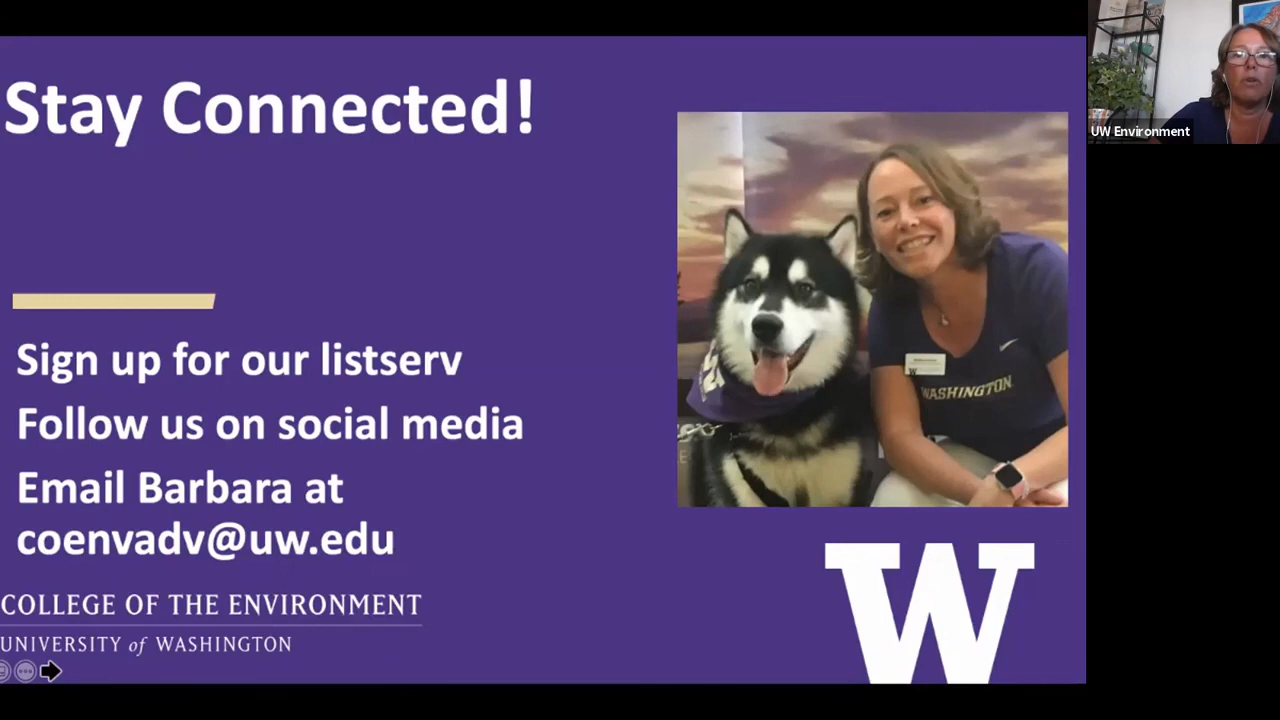 Stay Connected!
UW Environment
WASHINGTON
W
Sign up for our listserv
Follow us on social media
Email Barbara at
coenvadv@uw.edu
COLLEGE OF THE ENVIRONMENT
UNIVERSITY of WASHINGTON
W